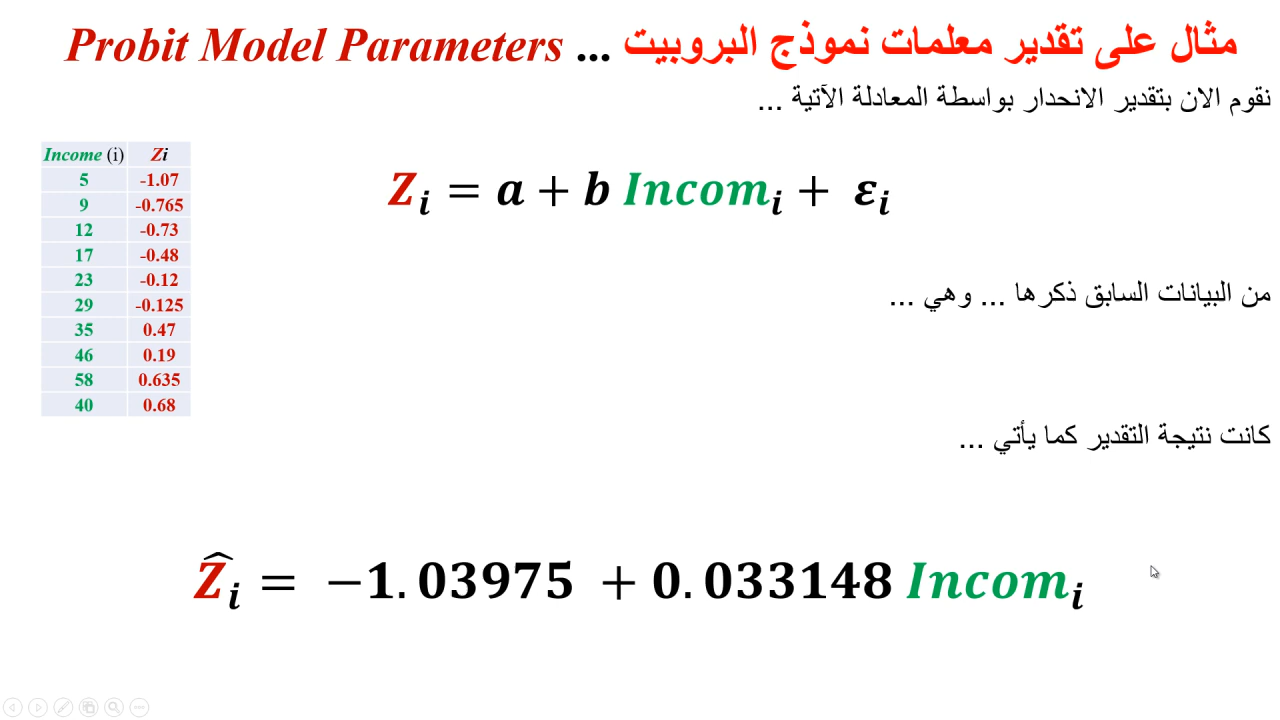 مثال على تقدير معلمات نموذج البروبيت ... Probit Model Parameters
نقوم الان بتقدير الانحدار بواسطة المعادلة الآتية ...
Income (i) Zi
5 -1.07
9 -0.765
12 -0.73
17 -0.48
23 -0.12
29 -0.125
35 0.47
46 0.19
58 0.635
40 0.68
Zᵢ = a + b Incomᵢ + εᵢ
من البيانات السابق ذكرها ... وهي ...
كانت نتيجة التقدير كما يأتي ...
Ẑᵢ = −1.03975 + 0.033148 Incomᵢ